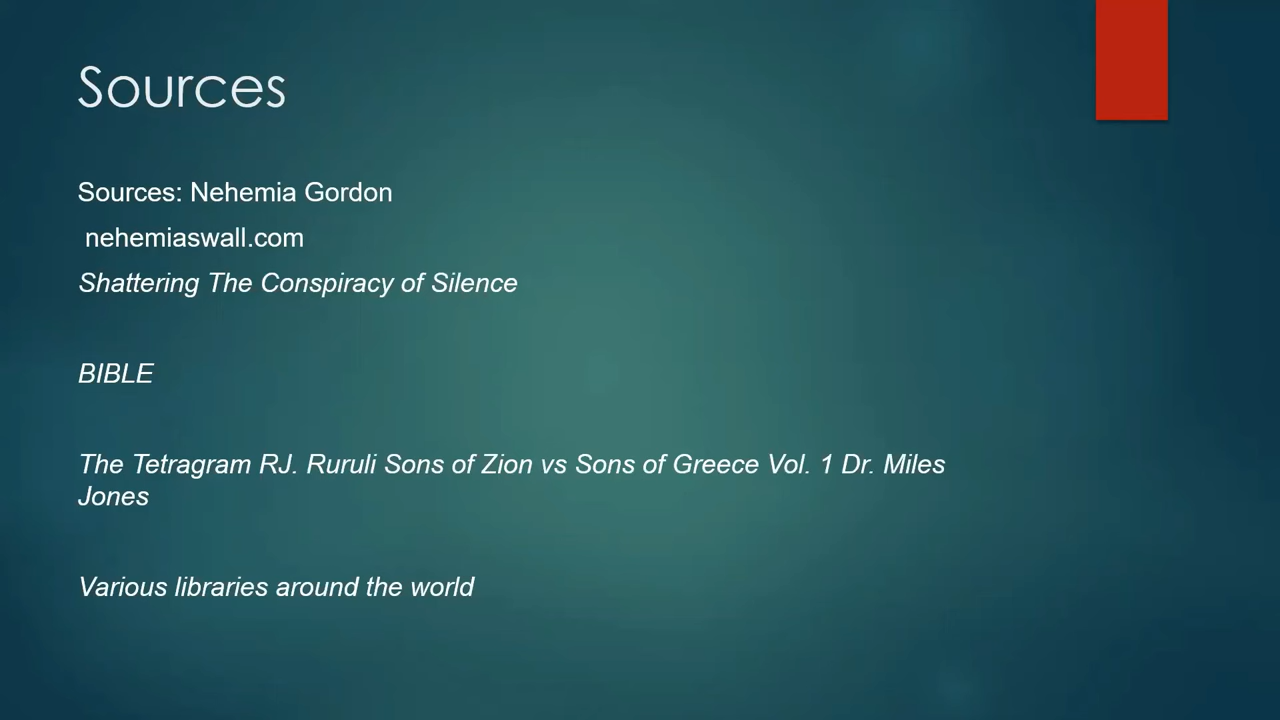 Sources
Sources: Nehemia Gordon
nehemiaswall.com
Shattering The Conspiracy of Silence
BIBLE
The Tetragram RJ. Ruruli Sons of Zion vs Sons of Greece Vol. 1 Dr. Miles
Jones
Various libraries around the world